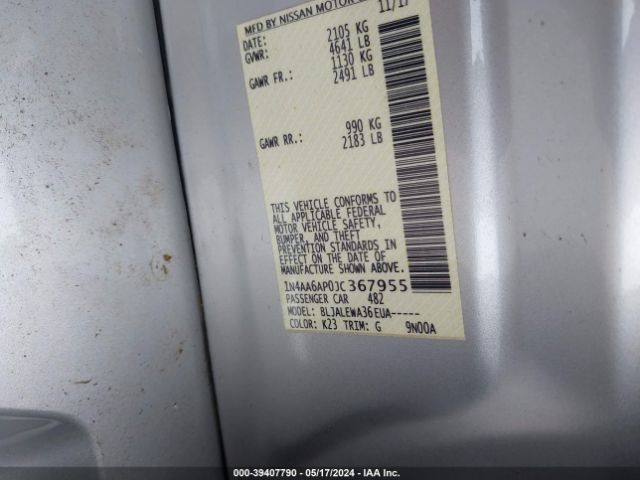 MFD BY NISSAN MOTOR
DATE: 11/17
GVWR: 2105 KG
4641 LB
GAWR FR.: 1130 KG
2491 LB
GAWR RR.: 990 KG
2183 LB
THIS VEHICLE CONFORMS TO
ALL APPLICABLE FEDERAL
MOTOR VEHICLE SAFETY,
BUMPER, AND THEFT
PREVENTION STANDARDS IN
EFFECT ON THE DATE OF
MANUFACTURE SHOWN ABOVE.
1N4AA6AP0JC367955
PASSENGER CAR 482
MODEL: BLJALEWA36EUA-----
COLOR: K23 TRIM: G 9N00A
000-39407790 - 05/17/2024 - IAA Inc.